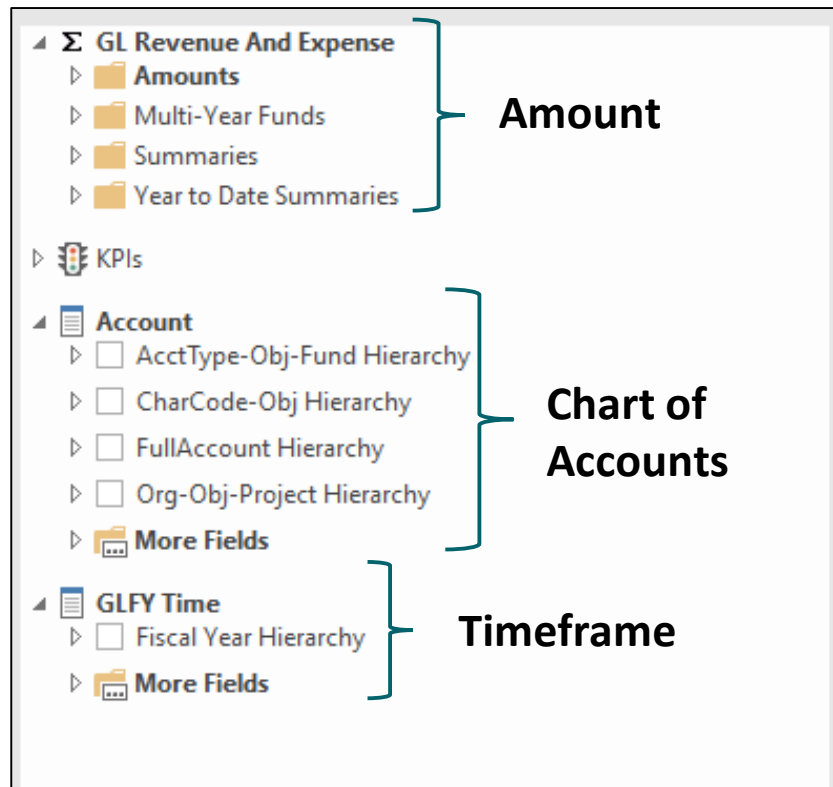 Σ GL Revenue And Expense
Amounts
Multi-Year Funds
Summaries
Year to Date Summaries
Amount
KPIs
Account
AcctType-Obj-Fund Hierarchy
CharCode-Obj Hierarchy
FullAccount Hierarchy
Org-Obj-Project Hierarchy
More Fields
Chart of
Accounts
GLFY Time
Fiscal Year Hierarchy
More Fields
Timeframe